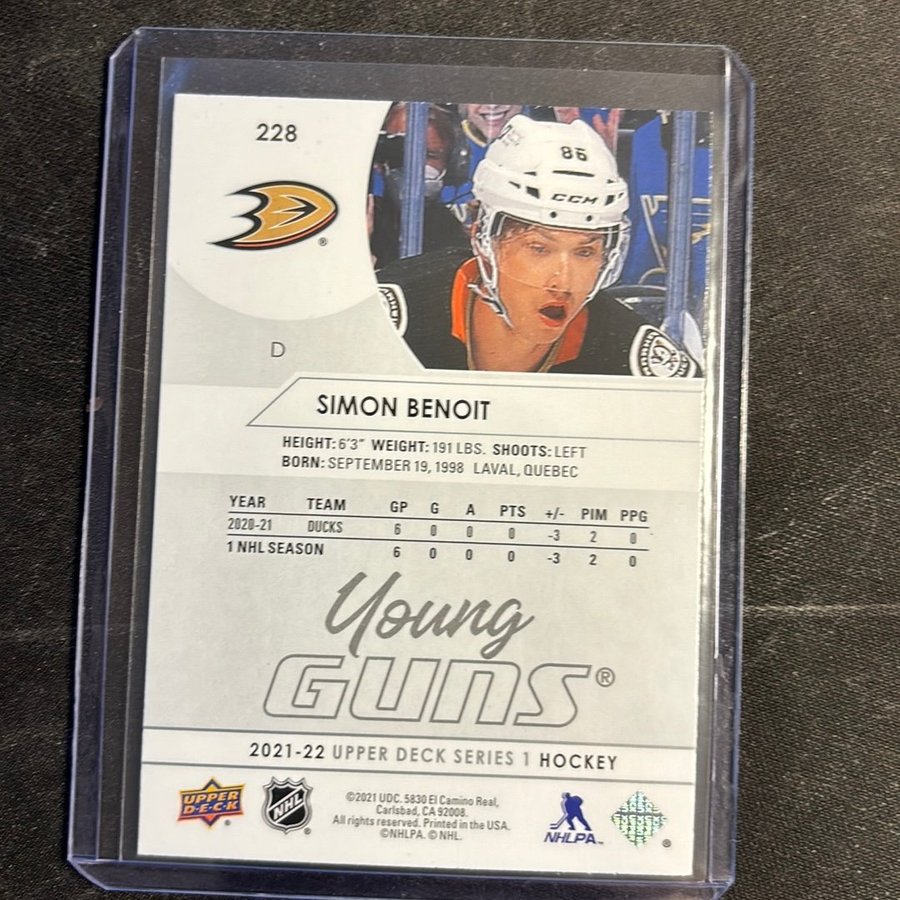 228
86
CCM
®
D
SIMON BENOIT
HEIGHT: 6'3" WEIGHT: 191 LBS. SHOOTS: LEFT
BORN: SEPTEMBER 19, 1998 LAVAL, QUEBEC
YEAR TEAM GP G A PTS +/- PIM PPG
2020-21 DUCKS 6 0 0 0 -3 2 0
1 NHL SEASON 6 0 0 0 -3 2 0
Young
GUNS®
2021-22 UPPER DECK SERIES 1 HOCKEY
UPPER DECK®
NHL®
©2021 UDC. 5830 El Camino Real,
Carlsbad, CA 92008.
All rights reserved. Printed in the USA.
©NHLPA. © NHL.
NHLPA™
®